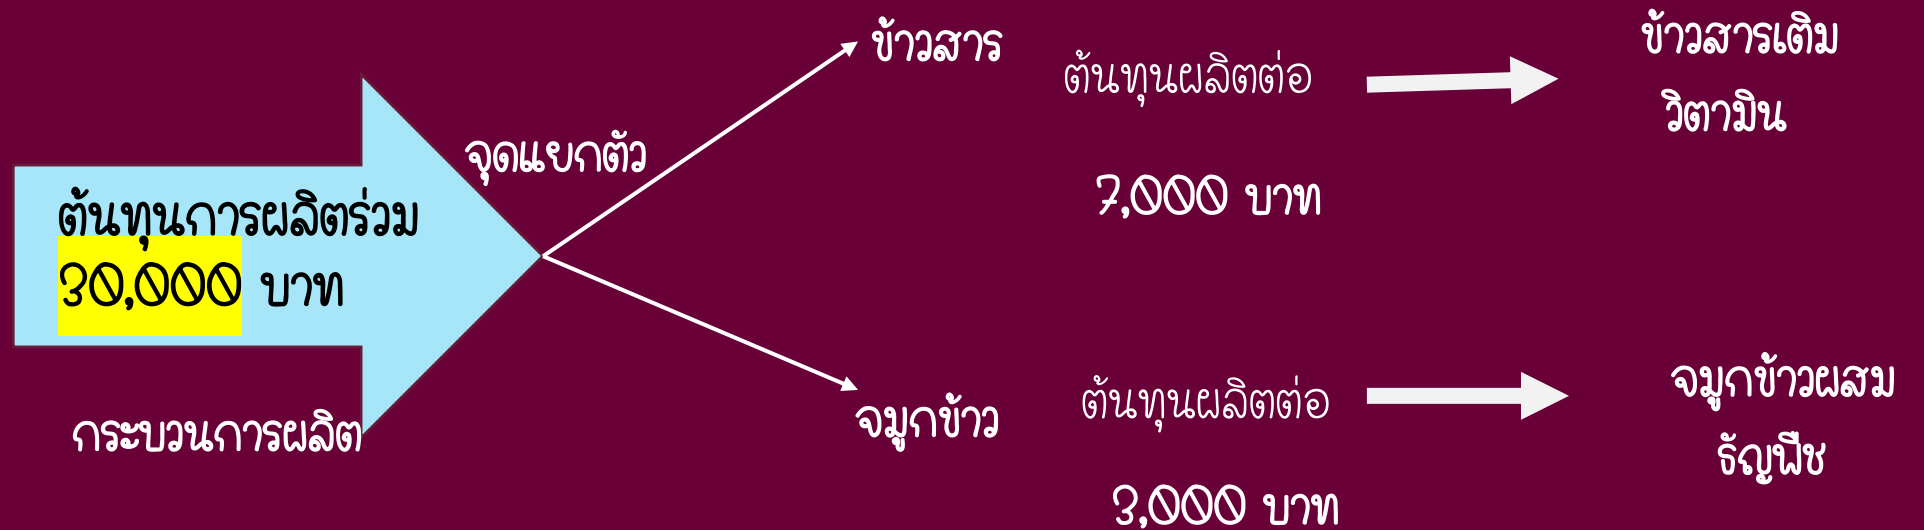 ต้นทุนการผลิตร่วม
30,000 บาท
กระบวนการผลิต
จุดแยกตัว
ข้าวสาร
ต้นทุนผลิตต่อ
7,000 บาท
ข้าวสารเติม
วิตามิน
จมูกข้าว
ต้นทุนผลิตต่อ
3,000 บาท
จมูกข้าวผสม
ธัญพืช